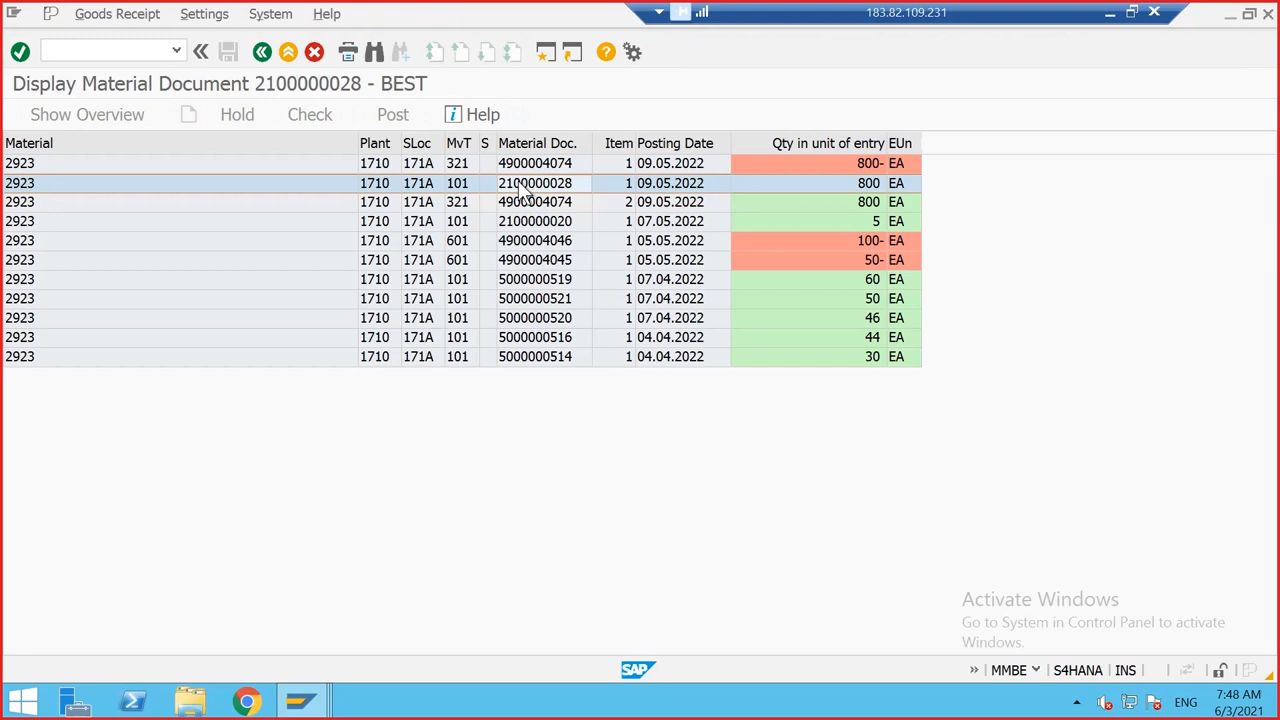 Goods Receipt Settings System Help 183.82.109.231
Display Material Document 2100000028 - BEST
Show Overview Hold Check Post i Help
Material Plant SLoc MvT S Material Doc. Item Posting Date Qty in unit of entry EUn
2923 1710 171A 321 4900004074 1 09.05.2022 800- EA
2923 1710 171A 101 2100000028 1 09.05.2022 800 EA
2923 1710 171A 321 4900004074 2 09.05.2022 800 EA
2923 1710 171A 101 2100000020 1 07.05.2022 5 EA
2923 1710 171A 601 4900004046 1 05.05.2022 100- EA
2923 1710 171A 601 4900004045 1 05.05.2022 50- EA
2923 1710 171A 101 5000000519 1 07.04.2022 60 EA
2923 1710 171A 101 5000000521 1 07.04.2022 50 EA
2923 1710 171A 101 5000000520 1 07.04.2022 46 EA
2923 1710 171A 101 5000000516 1 04.04.2022 44 EA
2923 1710 171A 101 5000000514 1 04.04.2022 30 EA
Activate Windows
Go to System in Control Panel to activate
Windows.
SAP MMBE S4HANA INS
ENG 7:48 AM
6/3/2021